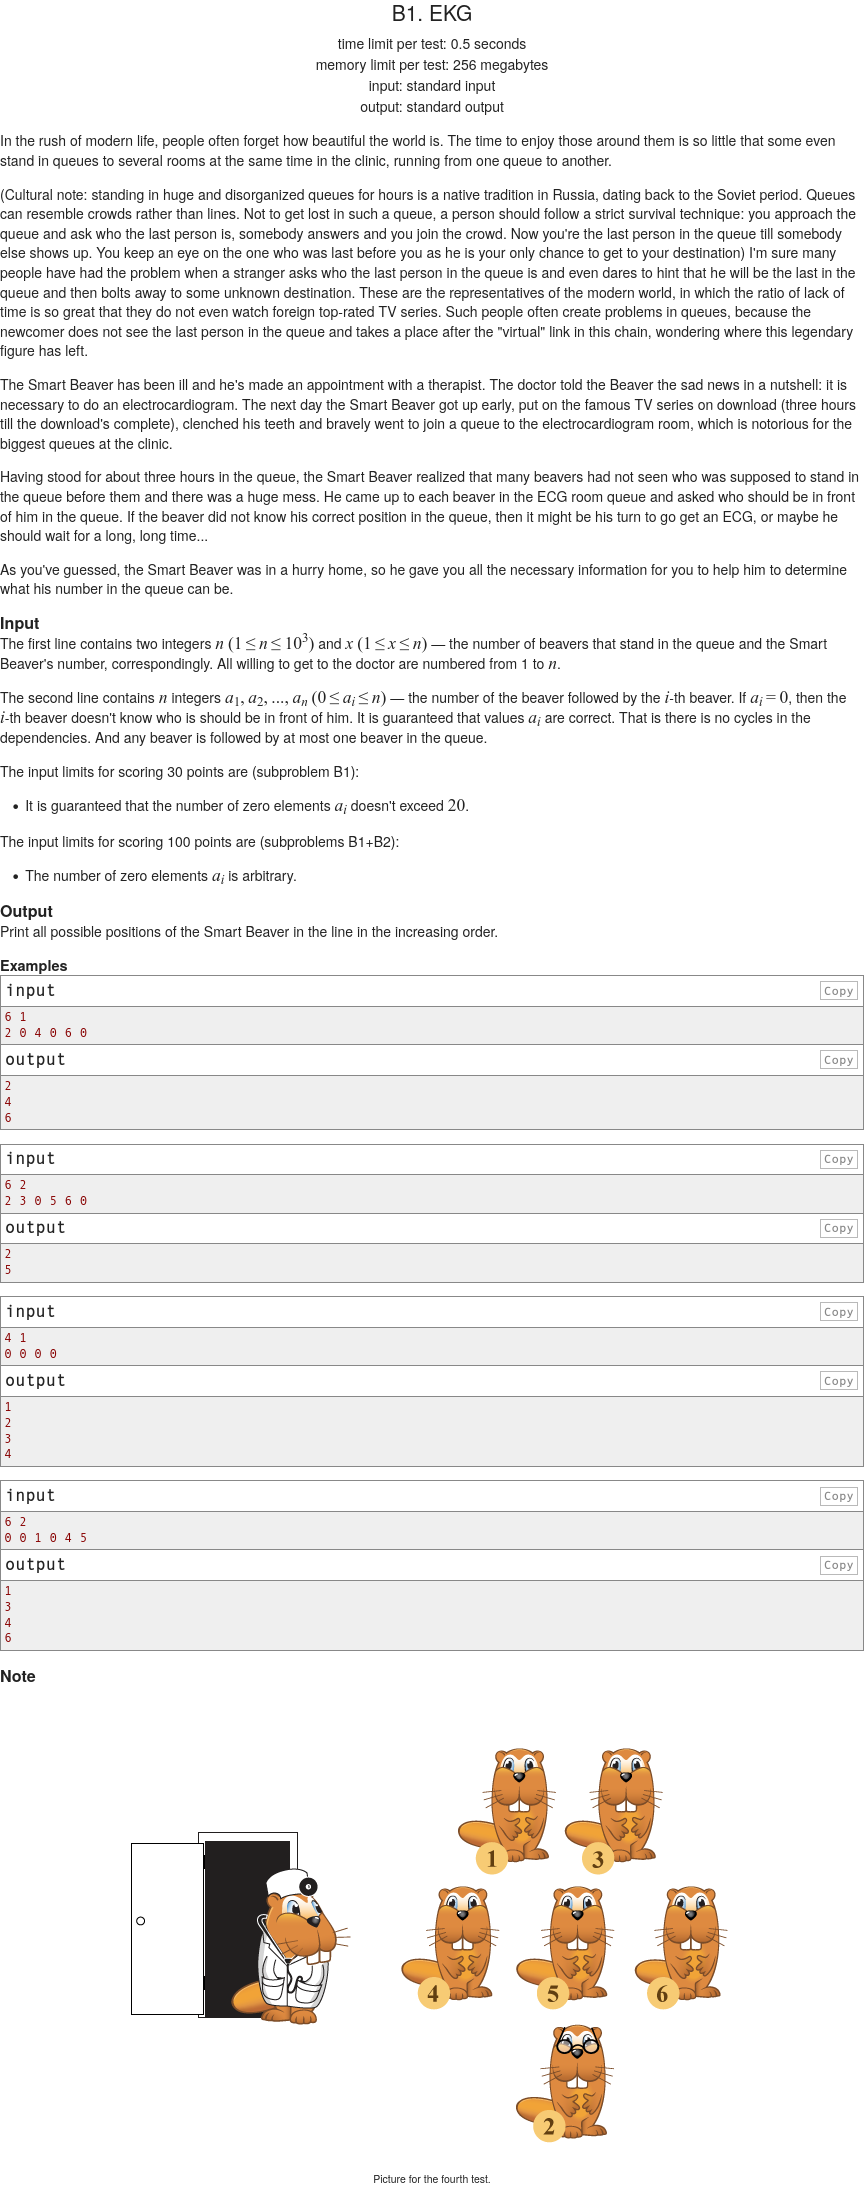 B1. EKG
time limit per test: 0.5 seconds
memory limit per test: 256 megabytes
input: standard input
output: standard output
In the rush of modern life, people often forget how beautiful the world is. The time to enjoy those around them is so little that some even
stand in queues to several rooms at the same time in the clinic, running from one queue to another.
(Cultural note: standing in huge and disorganized queues for hours is a native tradition in Russia, dating back to the Soviet period. Queues
can resemble crowds rather than lines. Not to get lost in such a queue, a person should follow a strict survival technique: you approach the
queue and ask who the last person is, somebody answers and you join the crowd. Now you're the last person in the queue till somebody
else shows up. You keep an eye on the one who was last before you as he is your only chance to get to your destination) I'm sure many
people have had the problem when a stranger asks who the last person in the queue is and even dares to hint that he will be the last in the
queue and then bolts away to some unknown destination. These are the representatives of the modern world, in which the ratio of lack of
time is so great that they do not even watch foreign top-rated TV series. Such people often create problems in queues, because the
newcomer does not see the last person in the queue and takes a place after the "virtual" link in this chain, wondering where this legendary
figure has left.
The Smart Beaver has been ill and he's made an appointment with a therapist. The doctor told the Beaver the sad news in a nutshell: it is
necessary to do an electrocardiogram. The next day the Smart Beaver got up early, put on the famous TV series on download (three hours
till the download's complete), clenched his teeth and bravely went to join a queue to the electrocardiogram room, which is notorious for the
biggest queues at the clinic.
Having stood for about three hours in the queue, the Smart Beaver realized that many beavers had not seen who was supposed to stand in
the queue before them and there was a huge mess. He came up to each beaver in the ECG room queue and asked who should be in front
of him in the queue. If the beaver did not know his correct position in the queue, then it might be his turn to go get an ECG, or maybe he
should wait for a long, long time...
As you've guessed, the Smart Beaver was in a hurry home, so he gave you all the necessary information for you to help him to determine
what his number in the queue can be.
Input
The first line contains two integers n (1 ≤ n ≤ 10³) and x (1 ≤ x ≤ n) — the number of beavers that stand in the queue and the Smart
Beaver's number, correspondingly. All willing to get to the doctor are numbered from 1 to n.
The second line contains n integers a₁, a₂, ..., aₙ (0 ≤ aᵢ ≤ n) — the number of the beaver followed by the i-th beaver. If aᵢ = 0, then the
i-th beaver doesn't know who is should be in front of him. It is guaranteed that values aᵢ are correct. That is there is no cycles in the
dependencies. And any beaver is followed by at most one beaver in the queue.
The input limits for scoring 30 points are (subproblem B1):
• It is guaranteed that the number of zero elements aᵢ doesn't exceed 20.
The input limits for scoring 100 points are (subproblems B1+B2):
• The number of zero elements aᵢ is arbitrary.
Output
Print all possible positions of the Smart Beaver in the line in the increasing order.
Examples
input Copy
6 1
2 0 4 0 6 0
output Copy
2
4
6
input Copy
6 2
2 3 0 5 6 0
output Copy
2
5
input Copy
4 1
0 0 0 0
output Copy
1
2
3
4
input Copy
6 2
0 0 1 0 4 5
output Copy
1
3
4
6
Note
1 3
4 5 6
2
Picture for the fourth test.